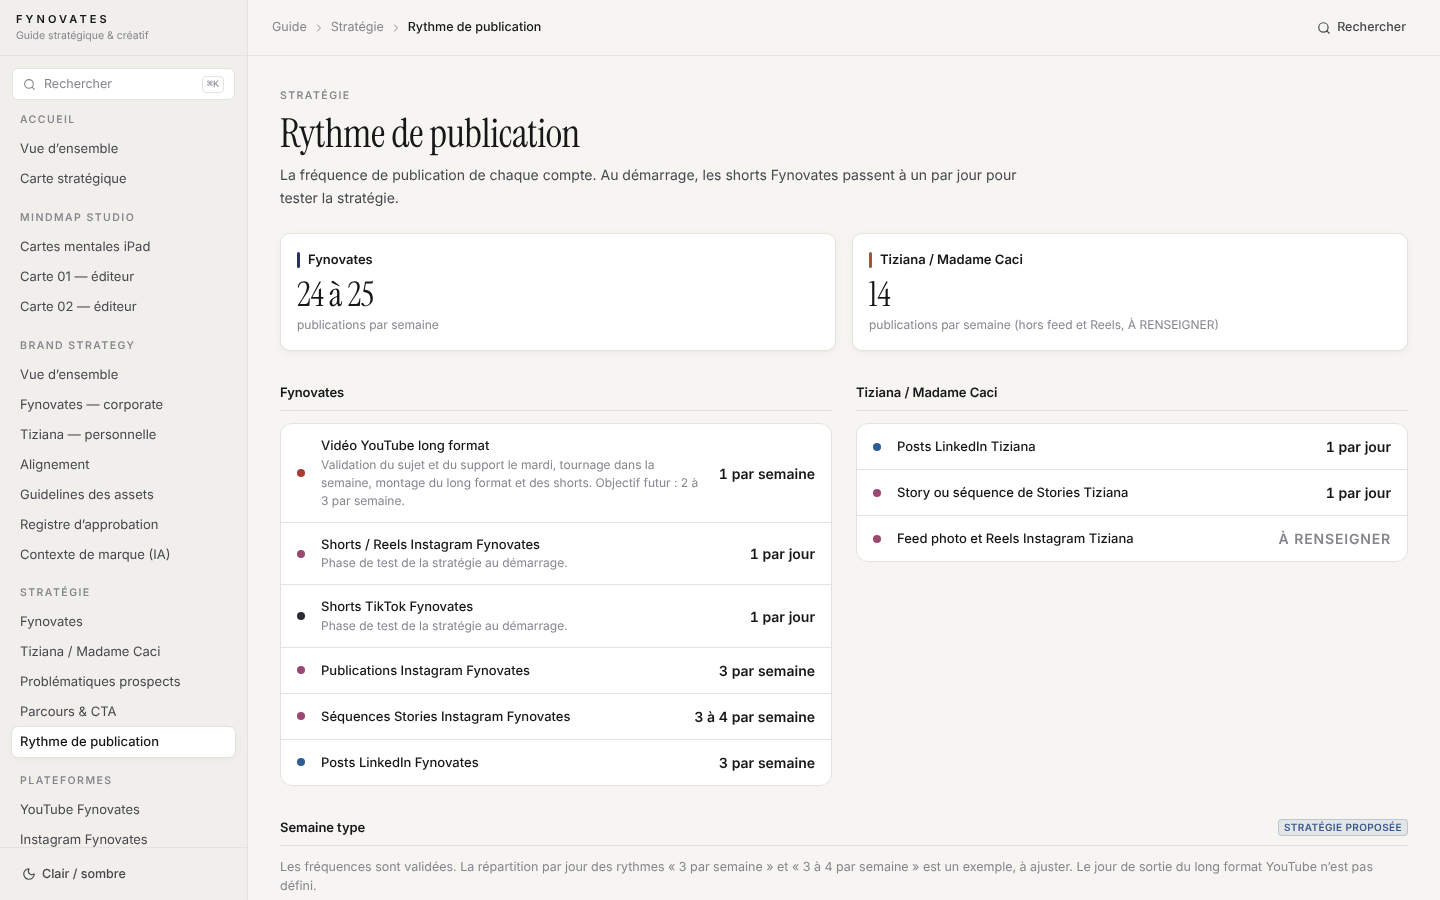 FYNOVATES
Guide stratégique & créatif
Rechercher
⌘K
ACCUEIL
Vue d’ensemble
Carte stratégique
MINDMAP STUDIO
Cartes mentales iPad
Carte 01 — éditeur
Carte 02 — éditeur
BRAND STRATEGY
Vue d’ensemble
Fynovates — corporate
Tiziana — personnelle
Alignement
Guidelines des assets
Registre d’approbation
Contexte de marque (IA)
STRATÉGIE
Fynovates
Tiziana / Madame Caci
Problématiques prospects
Parcours & CTA
Rythme de publication
PLATEFORMES
YouTube Fynovates
Instagram Fynovates
Clair / sombre
Guide > Stratégie > Rythme de publication
Rechercher
STRATÉGIE
Rythme de publication
La fréquence de publication de chaque compte. Au démarrage, les shorts Fynovates passent à un par jour pour
tester la stratégie.
Fynovates
24 à 25
publications par semaine
Tiziana / Madame Caci
14
publications par semaine (hors feed et Reels, À RENSEIGNER)
Fynovates
Vidéo YouTube long format
Validation du sujet et du support le mardi, tournage dans la
semaine, montage du long format et des shorts. Objectif futur : 2 à
3 par semaine.
1 par semaine
Shorts / Reels Instagram Fynovates
Phase de test de la stratégie au démarrage.
1 par jour
Shorts TikTok Fynovates
Phase de test de la stratégie au démarrage.
1 par jour
Publications Instagram Fynovates
3 par semaine
Séquences Stories Instagram Fynovates
3 à 4 par semaine
Posts LinkedIn Fynovates
3 par semaine
Tiziana / Madame Caci
Posts LinkedIn Tiziana
1 par jour
Story ou séquence de Stories Tiziana
1 par jour
Feed photo et Reels Instagram Tiziana
À RENSEIGNER
Semaine type
STRATÉGIE PROPOSÉE
Les fréquences sont validées. La répartition par jour des rythmes « 3 par semaine » et « 3 à 4 par semaine » est un exemple, à ajuster. Le jour de sortie du long format YouTube n’est pas
défini.